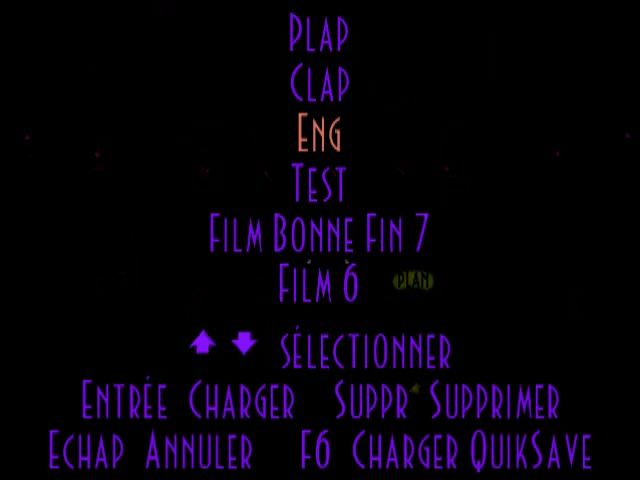 Plap
Clap
Eng
Test
Film Bonne Fin 7
Film 6
PLAN
Sélectionner
Entrée Charger Suppr Supprimer
Echap Annuler F6 Charger QuikSave